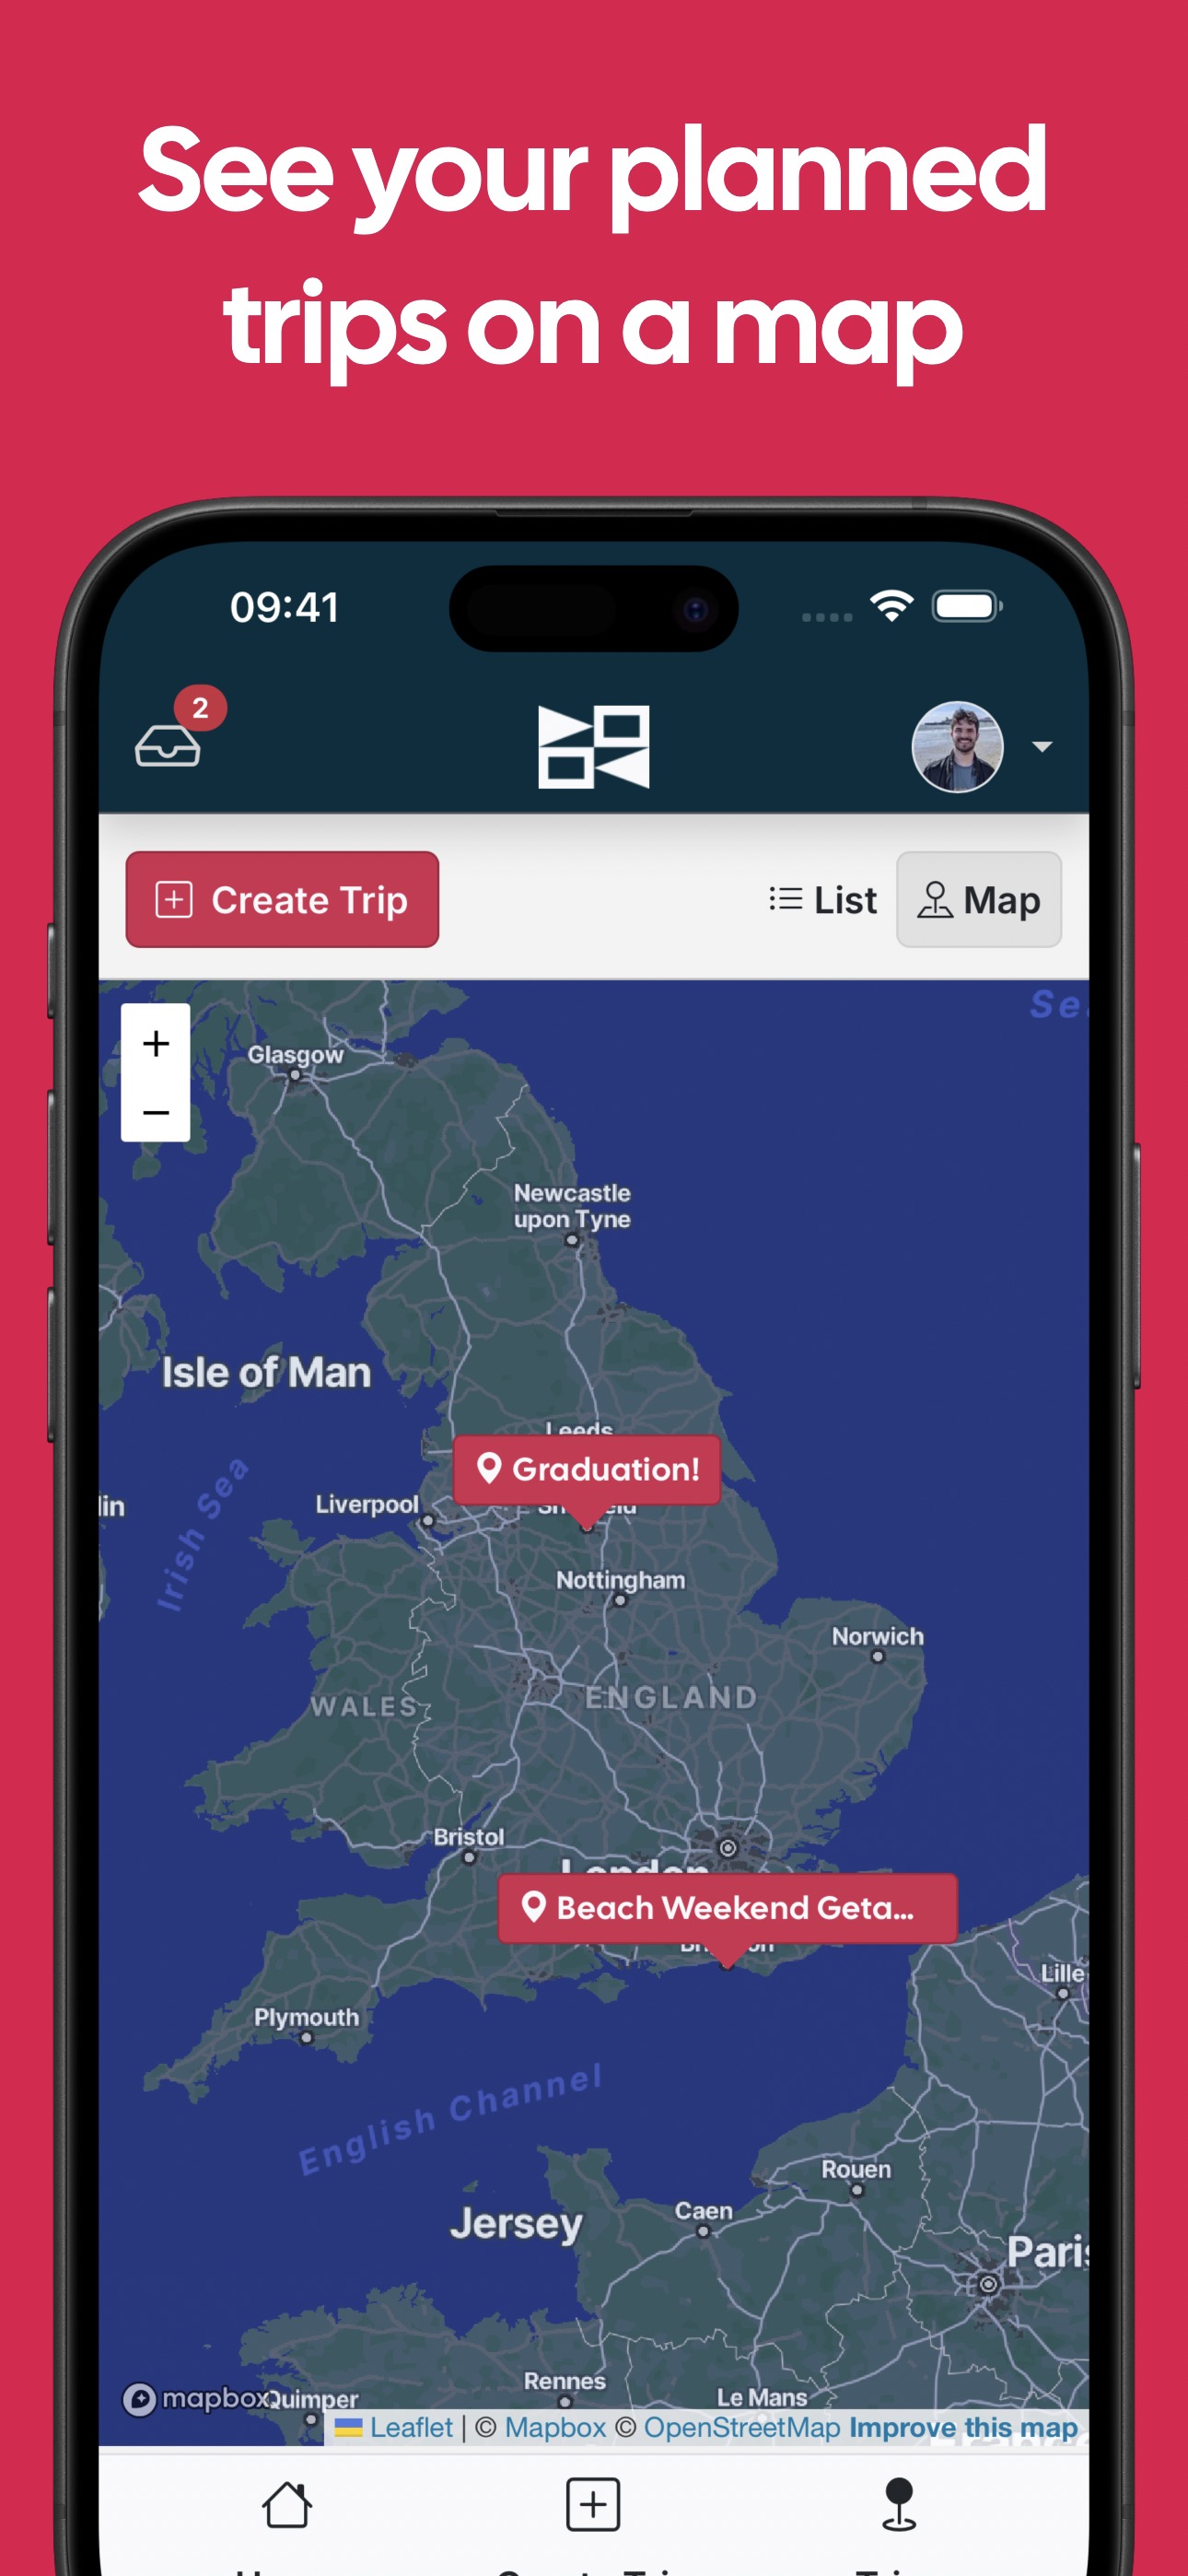 See your planned
trips on a map
09:41
2
Create Trip
List
Map
Sea
Glasgow
Newcastle
upon Tyne
Isle of Man
Leeds
Graduation!
Liverpool
lin
Irish Sea
Nottingham
Norwich
WALES
ENGLAND
Bristol
London
Beach Weekend Geta...
Lille
Plymouth
English Channel
Rouen
Caen
Jersey
Paris
Rennes
Le Mans
mapbox
Quimper
Leaflet | © Mapbox © OpenStreetMap Improve this map